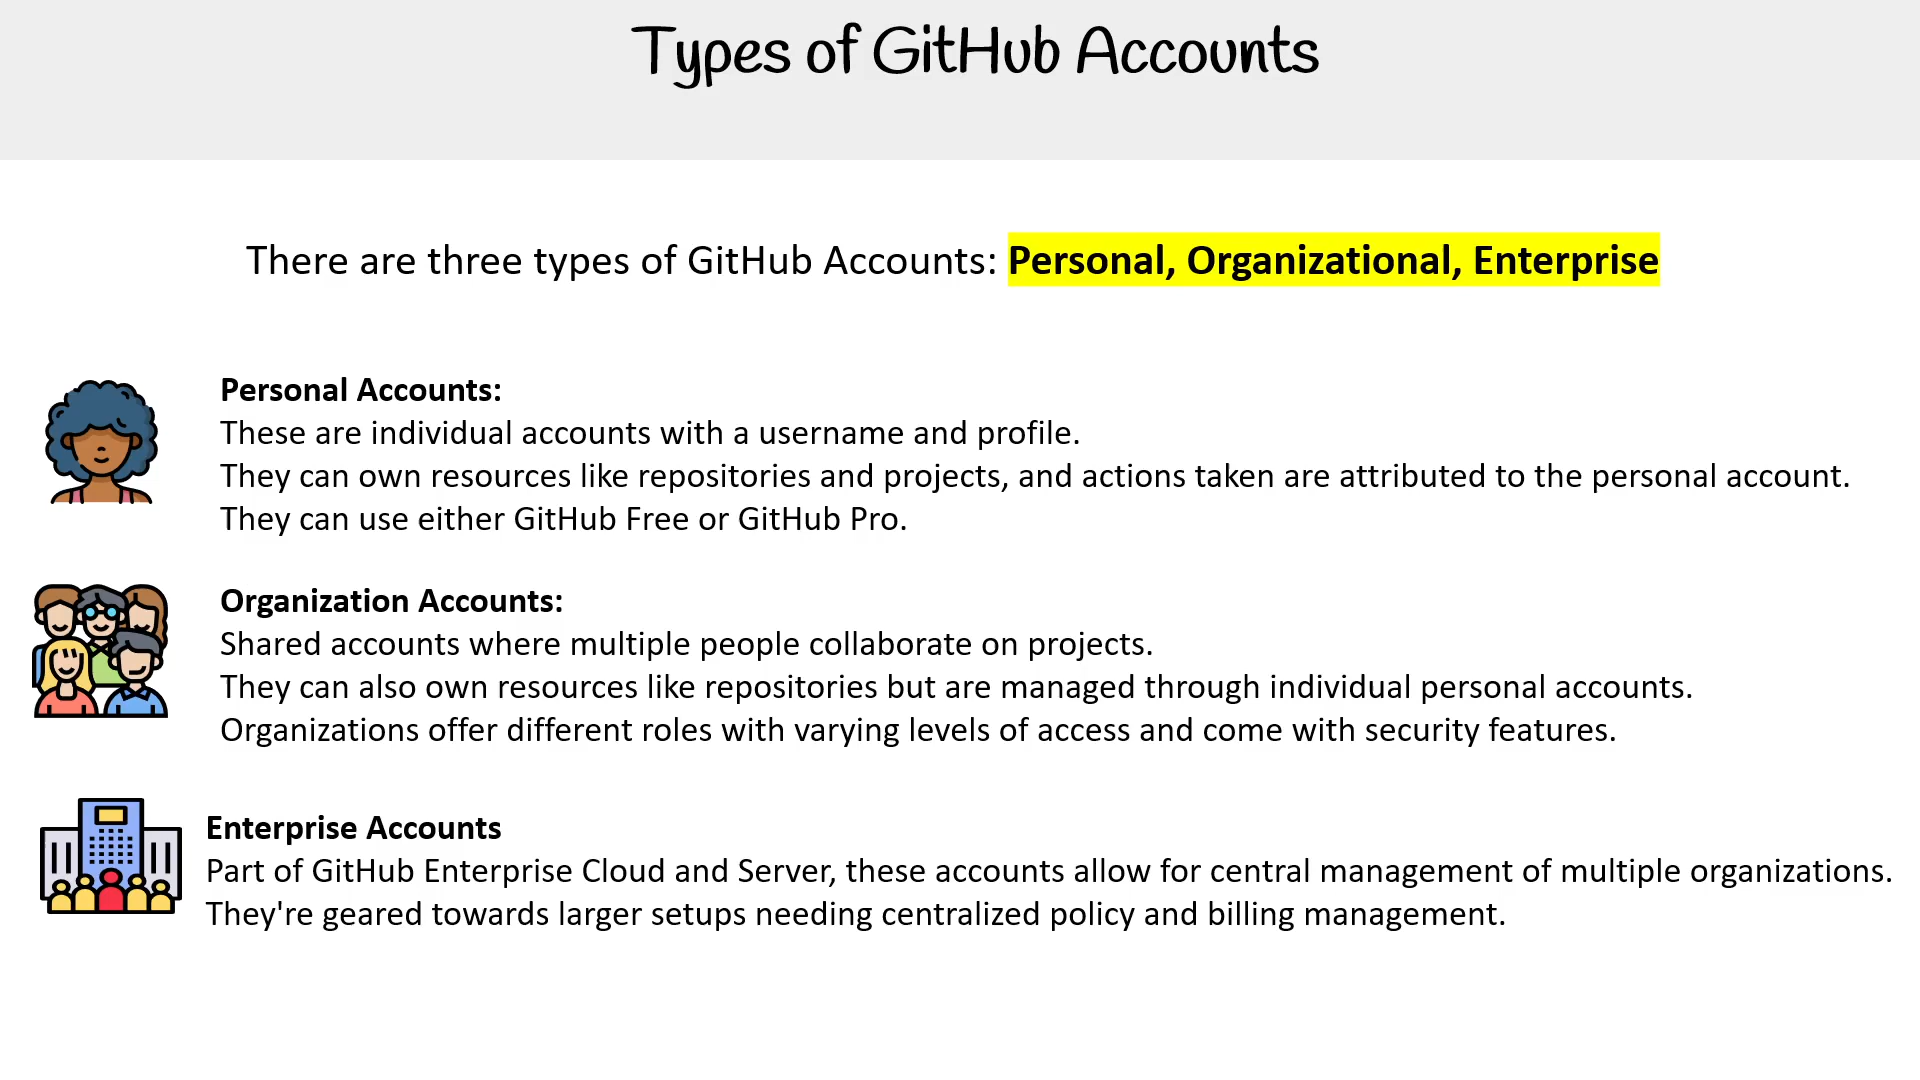 Types of GitHub Accounts
There are three types of GitHub Accounts: Personal, Organizational, Enterprise
Personal Accounts:
These are individual accounts with a username and profile.
They can own resources like repositories and projects, and actions taken are attributed to the personal account.
They can use either GitHub Free or GitHub Pro.
Organization Accounts:
Shared accounts where multiple people collaborate on projects.
They can also own resources like repositories but are managed through individual personal accounts.
Organizations offer different roles with varying levels of access and come with security features.
Enterprise Accounts
Part of GitHub Enterprise Cloud and Server, these accounts allow for central management of multiple organizations.
They're geared towards larger setups needing centralized policy and billing management.